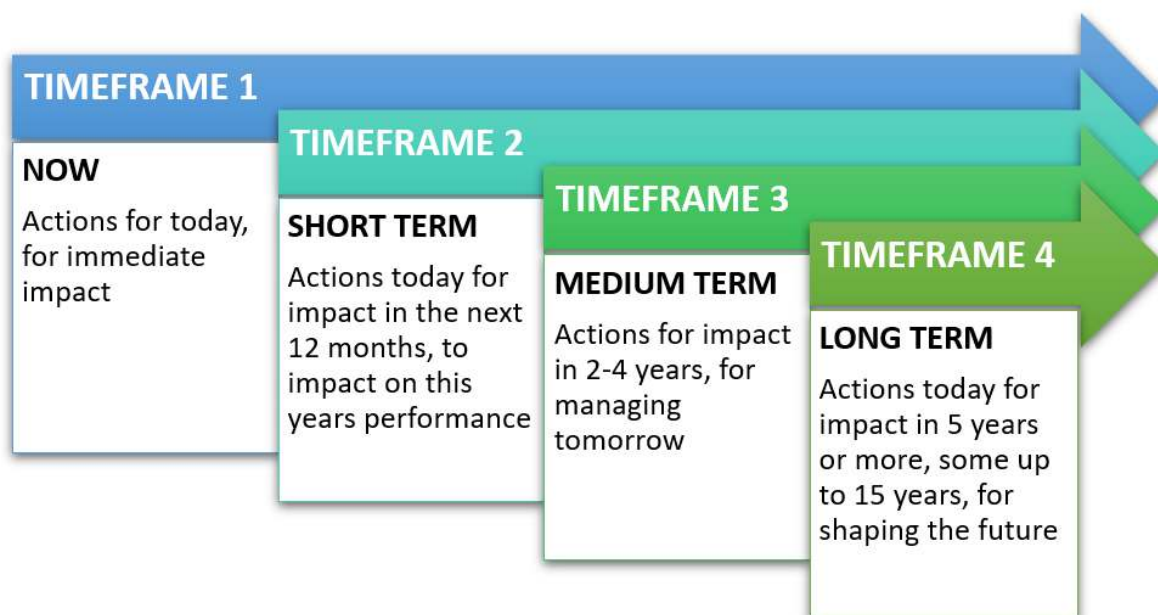 TIMEFRAME 1
NOW
Actions for today,
for immediate
impact
TIMEFRAME 2
SHORT TERM
Actions today for
impact in the next
12 months, to
impact on this
years performance
TIMEFRAME 3
MEDIUM TERM
Actions for impact
in 2-4 years, for
managing
tomorrow
TIMEFRAME 4
LONG TERM
Actions today for
impact in 5 years
or more, some up
to 15 years, for
shaping the future